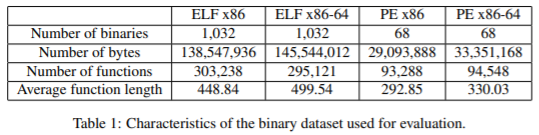 ELF x86 ELF x86-64 PE x86 PE x86-64
Number of binaries 1,032 1,032 68 68
Number of bytes 138,547,936 145,544,012 29,093,888 33,351,168
Number of functions 303,238 295,121 93,288 94,548
Average function length 448.84 499.54 292.85 330.03
Table 1: Characteristics of the binary dataset used for evaluation.